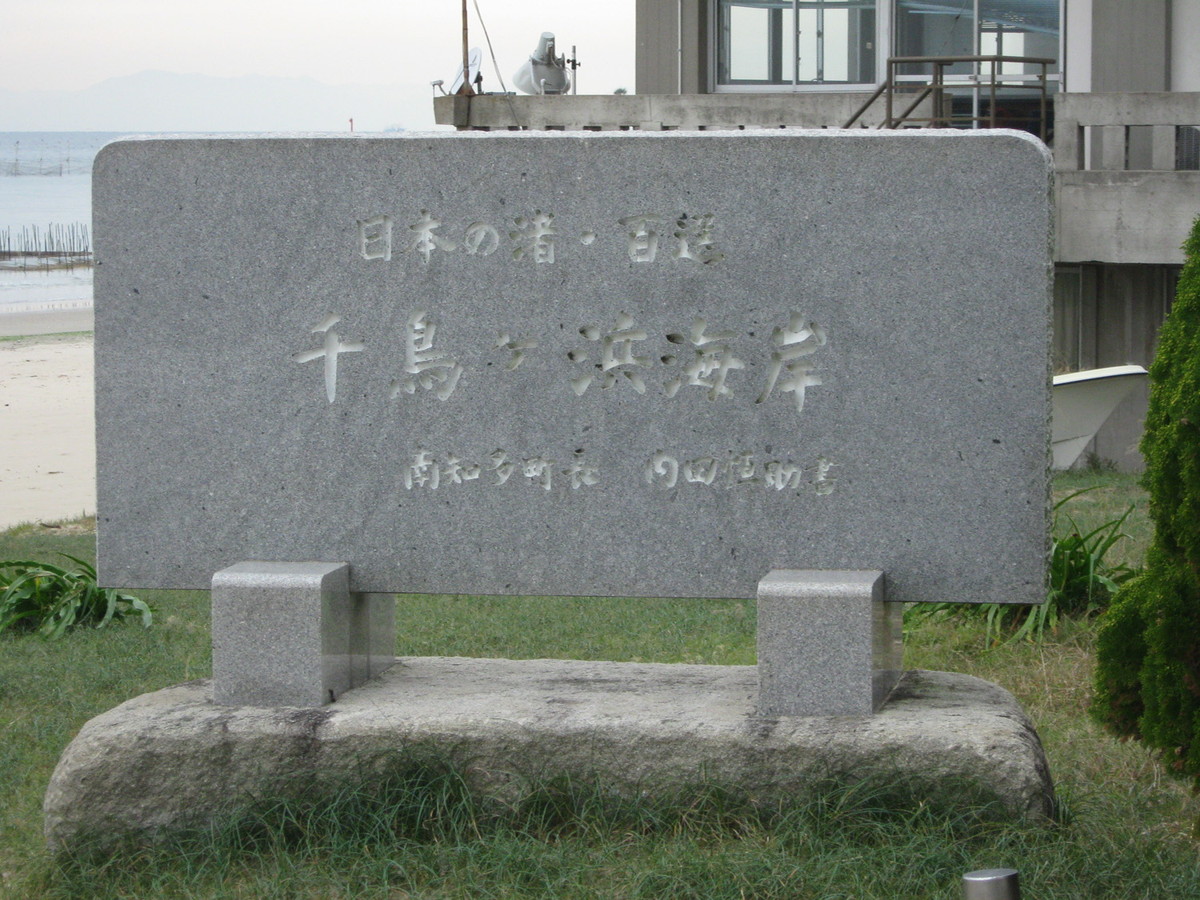 日本の渚・百選
千鳥ヶ浜海岸
南知多町長 内田恒助書